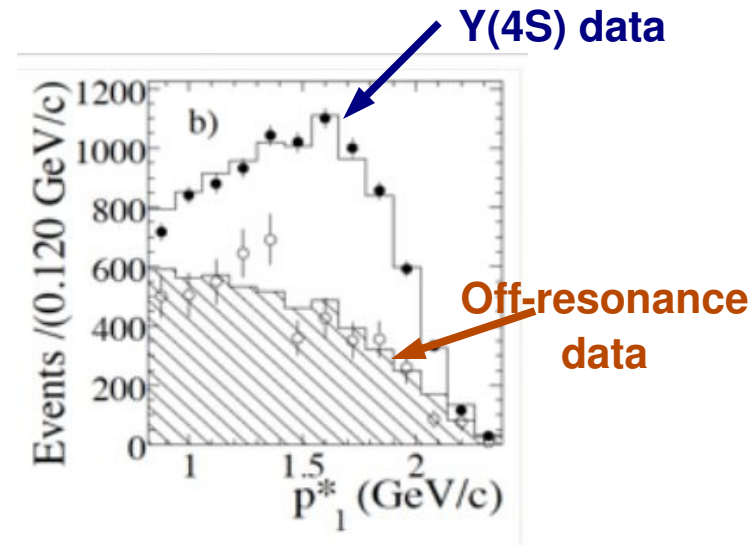 Y(4S) data
1200
b)
1000
800
600
400
200
0
Events /(0.120 GeV/c)
Off-resonance
data
1 1.5 2
p*1 (GeV/c)